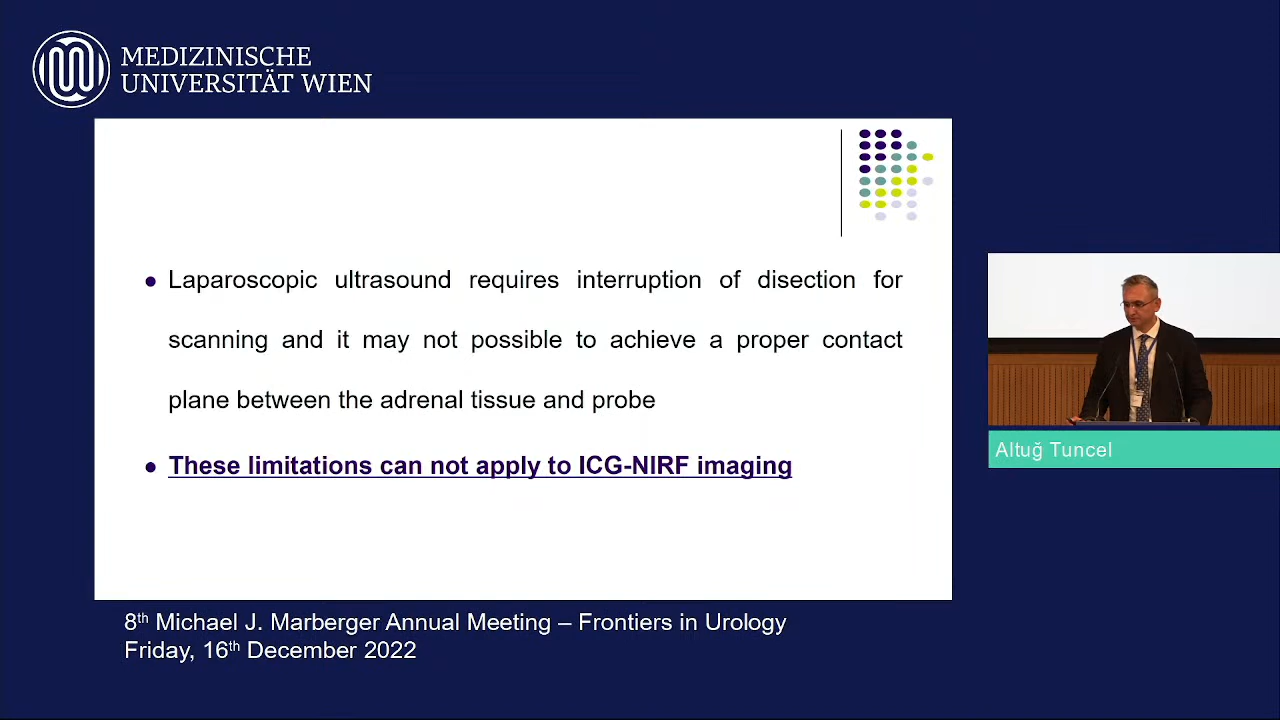 MEDIZINISCHE
UNIVERSITÄT WIEN
Laparoscopic ultrasound requires interruption of disection for
scanning and it may not possible to achieve a proper contact
plane between the adrenal tissue and probe
These limitations can not apply to ICG-NIRF imaging
Altuğ Tuncel
8th Michael J. Marberger Annual Meeting – Frontiers in Urology
Friday, 16th December 2022